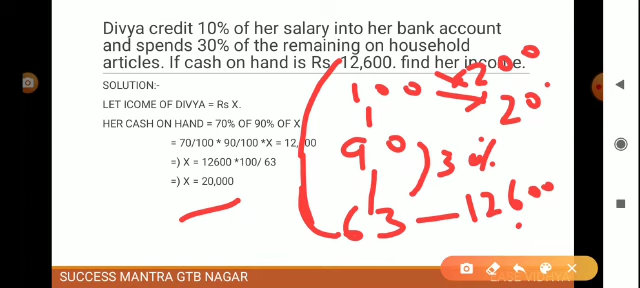 Divya credit 10% of her salary into her bank account
and spends 30% of the remaining on household
articles. If cash on hand is Rs. 12,600. find her income.
SOLUTION:-
LET ICOME OF DIVYA = RS X.
HER CASH ON HAND = 70% OF 90% OF X
= 70/100 * 90/100 *X = 12,600
=) X = 12600 *100/ 63
=) X = 20,000
100 ×200
20
90
3 %
63 — 12600
SUCCESS MANTRA GTB NAGAR